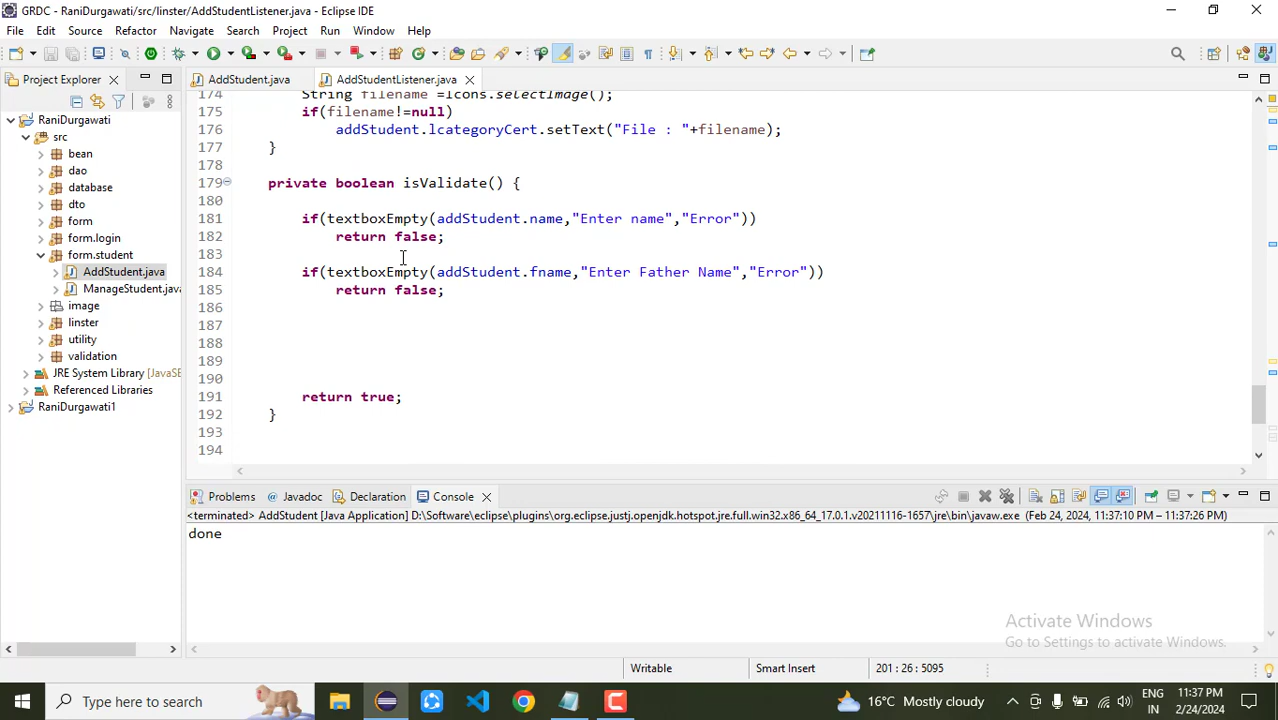 GRDC - RaniDurgawati/src/linster/AddStudentListener.java - Eclipse IDE
File Edit Source Refactor Navigate Search Project Run Window Help
Project Explorer
AddStudent.java
AddStudentListener.java
RaniDurgawati
src
bean
dao
database
dto
form
form.login
form.student
AddStudent.java
ManageStudent.java
image
linster
utility
validation
JRE System Library [JavaSE
Referenced Libraries
RaniDurgawati1
174 String filename =Icons.selectImage();
175 if(filename!=null)
176 addStudent.lcategoryCert.setText("File : "+filename);
177 }
178
179 private boolean isValidate() {
180
181 if(textboxEmpty(addStudent.name,"Enter name","Error"))
182 return false;
183
184 if(textboxEmpty(addStudent.fname,"Enter Father Name","Error"))
185 return false;
186
187
188
189
190
191 return true;
192 }
193
194
Problems @ Javadoc Declaration Console
<terminated> AddStudent [Java Application] D:\Software\eclipse\plugins\org.eclipse.justj.openjdk.hotspot.jre.full.win32.x86_64_17.0.1.v20211116-1657\jre\bin\javaw.exe (Feb 24, 2024, 11:37:10 PM – 11:37:26 PM)
done
Activate Windows
Go to Settings to activate Windows.
Writable Smart Insert 201 : 26 : 5095
Type here to search
16°C Mostly cloudy
ENG
IN
11:37 PM
2/24/2024